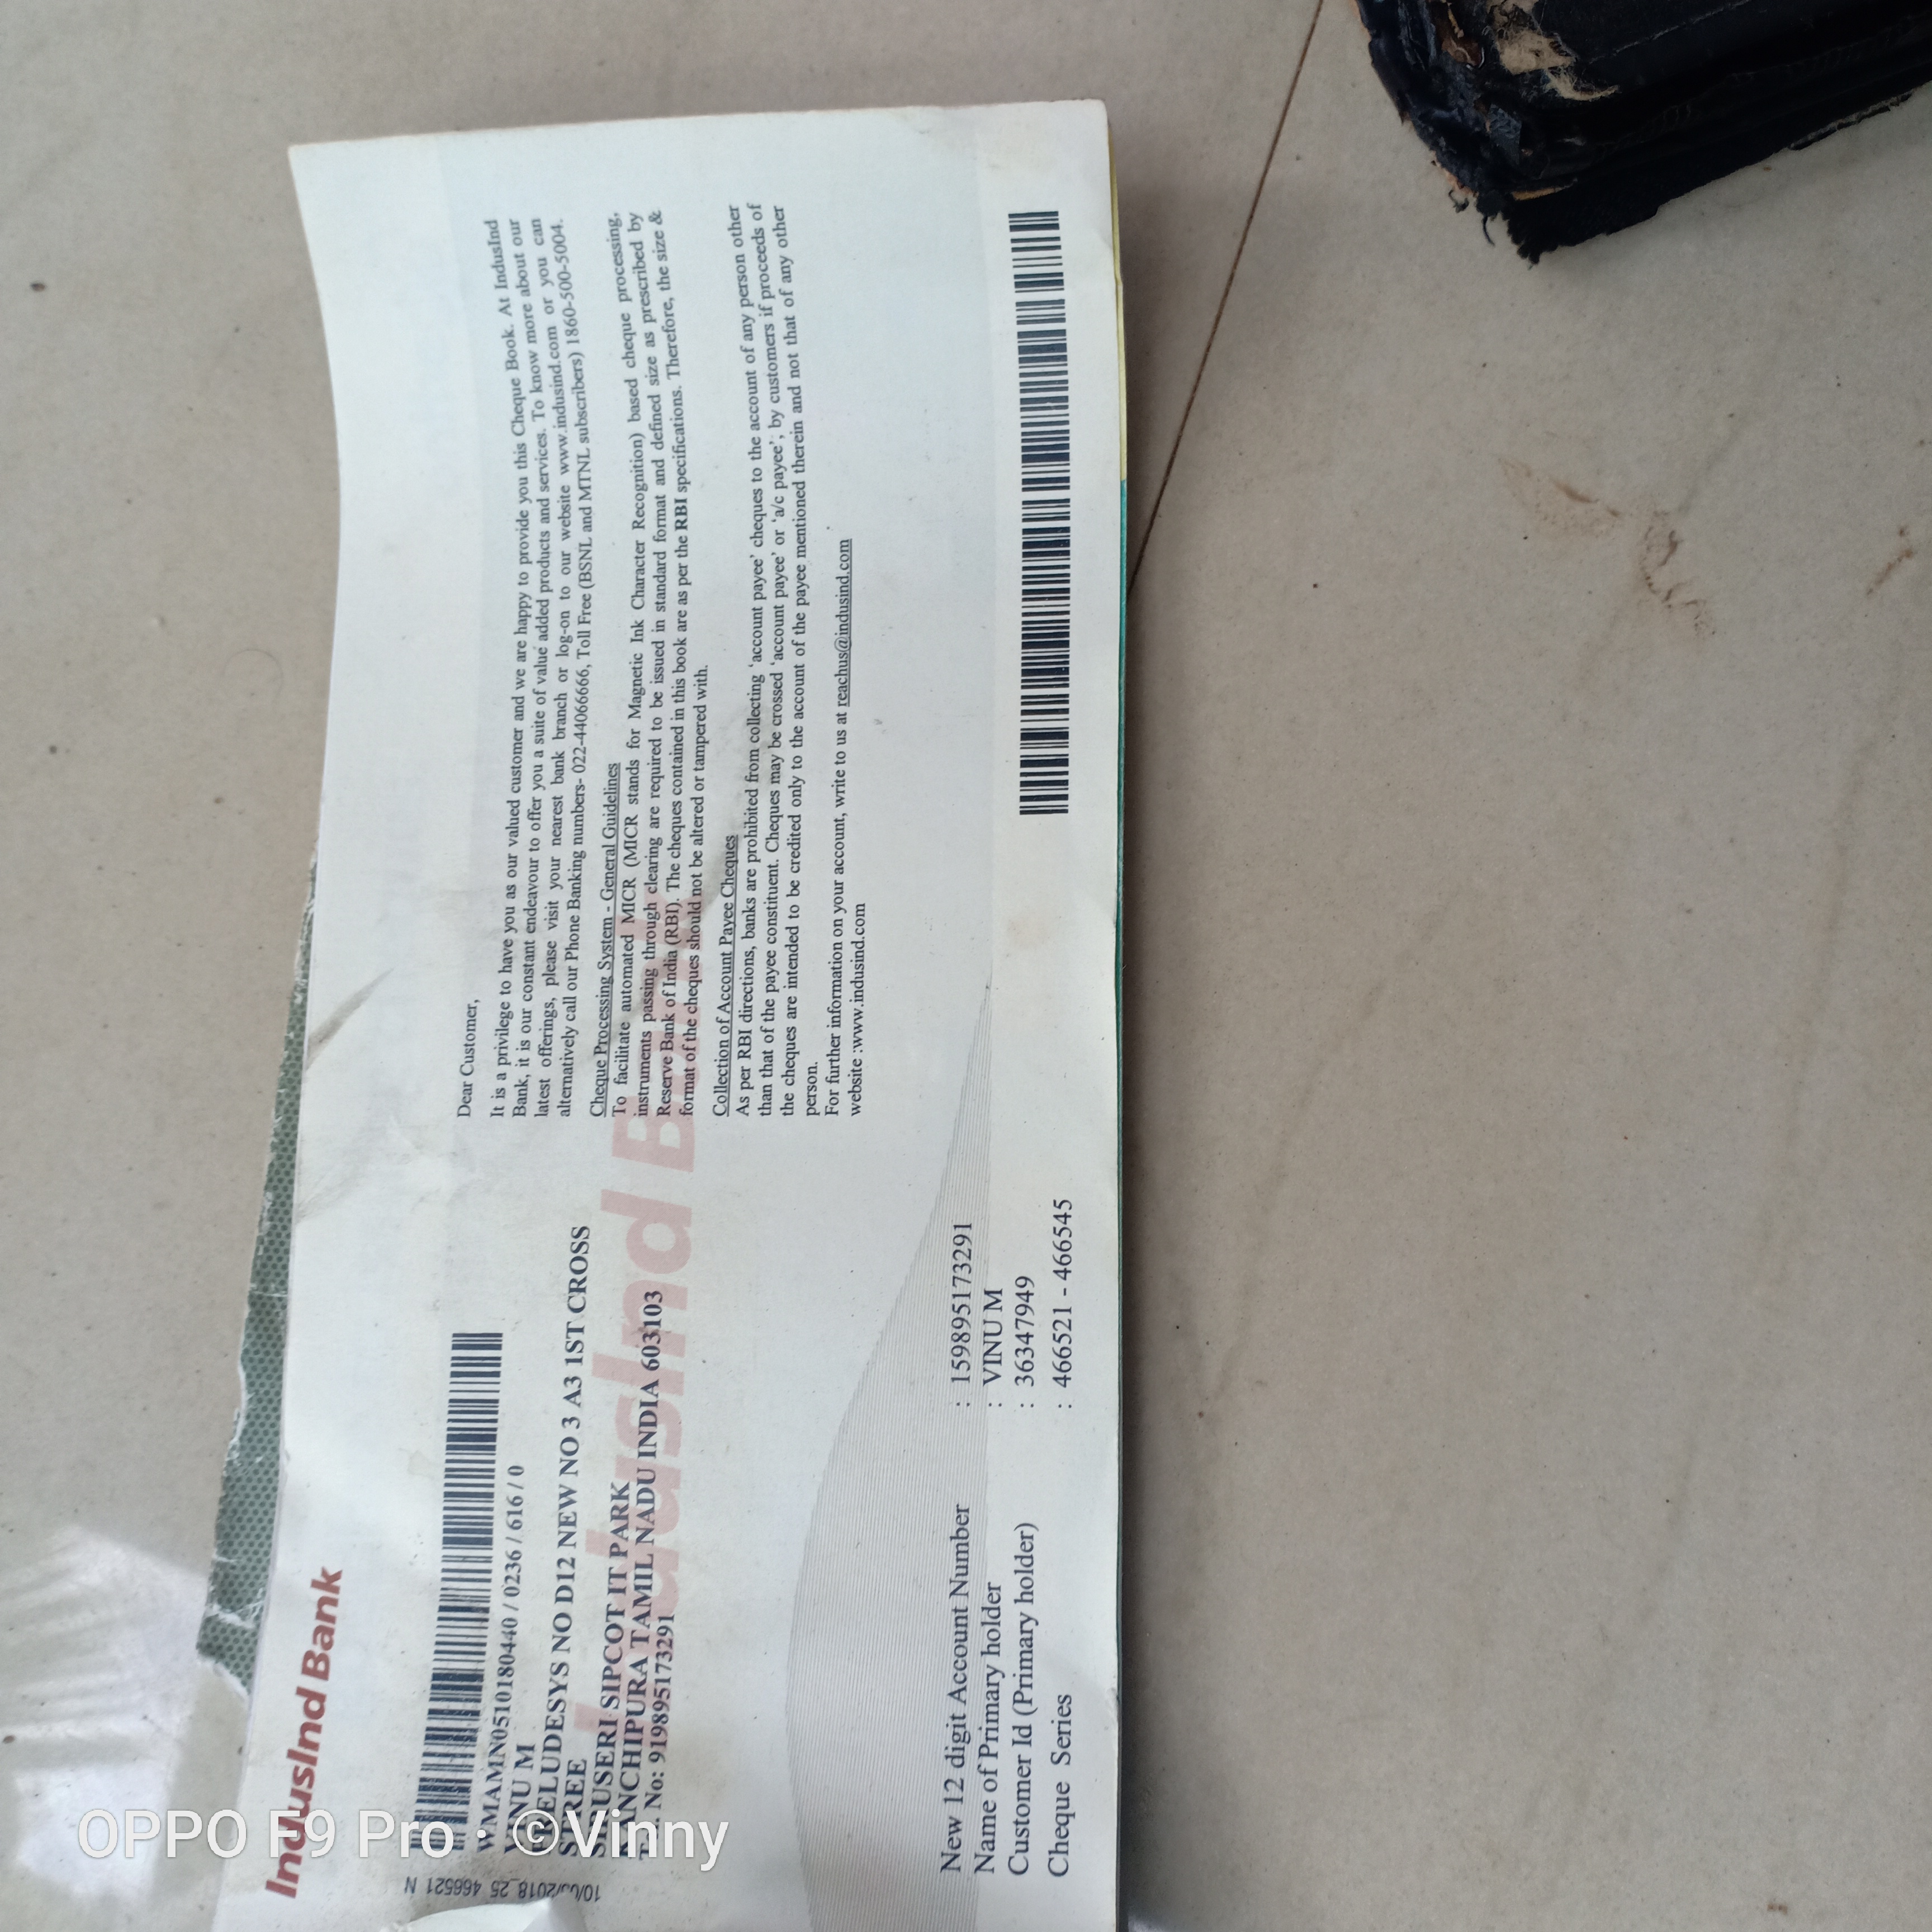 IndusInd Bank
WMAMN0510180440 / 0236 / 616 / 0
VINU M
PRELUDESYS NO D12 NEW NO 3 A3 1ST CROSS
STREE
SIRUSERI SIPCOT IT PARK
KANCHIPURA TAMIL NADU INDIA 603103
No: 919895173291
25 466521 N
Dear Customer,
It is a privilege to have you as our valued customer and we are happy to provide you this Cheque Book. At IndusInd
Bank, it is our constant endeavour to offer you a suite of value added products and services. To know more about our
latest offerings, please visit your nearest bank branch or log-on to our website www.indusind.com or you can
alternatively call our Phone Banking numbers- 022-44066666, Toll Free (BSNL and MTNL subscribers) 1860-500-5004.
Cheque Processing System - General Guidelines
To facilitate automated MICR (MICR stands for Magnetic Ink Character Recognition) based cheque processing,
instruments passing through clearing are required to be issued in standard format and defined size as prescribed by
Reserve Bank of India (RBI). The cheques contained in this book are as per the RBI specifications. Therefore, the size &
format of the cheques should not be altered or tampered with.
Collection of Account Payee Cheques
As per RBI directions, banks are prohibited from collecting ‘account payee’ cheques to the account of any person other
than that of the payee constituent. Cheques may be crossed ‘account payee’ or ‘a/c payee’, by customers if proceeds of
the cheques are intended to be credited only to the account of the payee mentioned therein and not that of any other
person.
For further information on your account, write to us at reachus@indusind.com
website :www.indusind.com
IndusInd Bank
New 12 digit Account Number : 159895173291
Name of Primary holder : VINU M
Customer Id (Primary holder) : 36347949
Cheque Series : 466521 - 466545
OPPO F9 Pro · ©Vinny